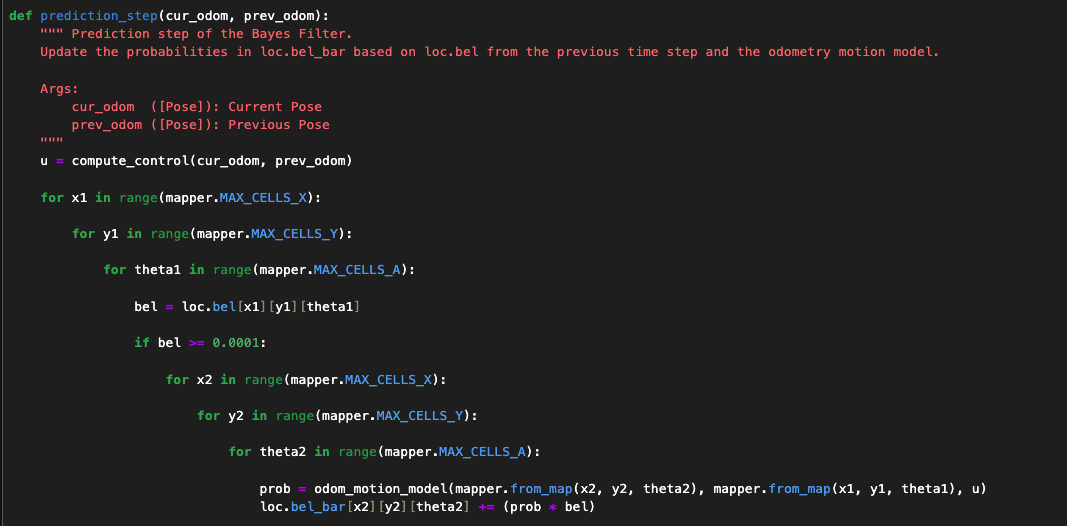 def prediction_step(cur_odom, prev_odom):
    """ Prediction step of the Bayes Filter.
    Update the probabilities in loc.bel_bar based on loc.bel from the previous time step and the odometry motion model.
    Args:
        cur_odom  ([Pose]): Current Pose
        prev_odom ([Pose]): Previous Pose
    """
    u = compute_control(cur_odom, prev_odom)
    for x1 in range(mapper.MAX_CELLS_X):
        for y1 in range(mapper.MAX_CELLS_Y):
            for theta1 in range(mapper.MAX_CELLS_A):
                bel = loc.bel[x1][y1][theta1]
                if bel >= 0.0001:
                    for x2 in range(mapper.MAX_CELLS_X):
                        for y2 in range(mapper.MAX_CELLS_Y):
                            for theta2 in range(mapper.MAX_CELLS_A):
                                prob = odom_motion_model(mapper.from_map(x2, y2, theta2), mapper.from_map(x1, y1, theta1), u)
                                loc.bel_bar[x2][y2][theta2] += (prob * bel)